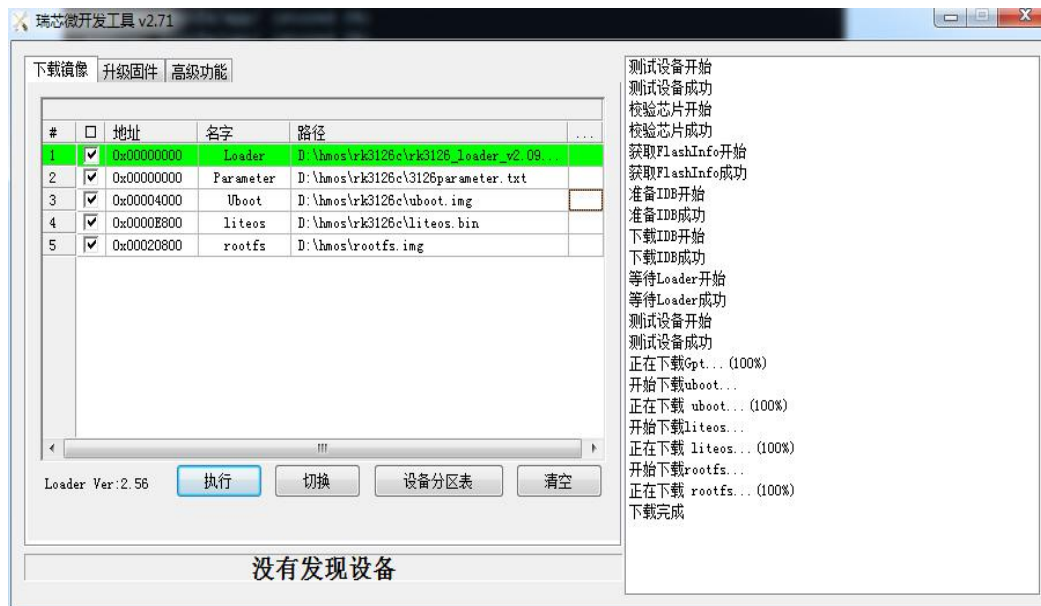 瑞芯微开发工具 v2.71
下载镜像 升级固件 高级功能
# 地址 名字 路径 ...
1 0x00000000 Loader D:\hmos\rk3126c\rk3126_loader_v2.09...
2 0x00000000 Parameter D:\hmos\rk3126c\3126parameter.txt
3 0x00004000 Uboot D:\hmos\rk3126c\uboot.img
4 0x0000E800 liteos D:\hmos\rk3126c\liteos.bin
5 0x00020800 rootfs D:\hmos\rootfs.img
Loader Ver:2.56 执行 切换 设备分区表 清空
没有发现设备
测试设备开始
测试设备成功
校验芯片开始
校验芯片成功
获取FlashInfo开始
获取FlashInfo成功
准备IDB开始
准备IDB成功
下载IDB开始
下载IDB成功
等待Loader开始
等待Loader成功
测试设备开始
测试设备成功
正在下载Gpt...(100%)
开始下载uboot...
正在下载 uboot...(100%)
开始下载liteos...
正在下载 liteos...(100%)
开始下载rootfs...
正在下载 rootfs...(100%)
下载完成